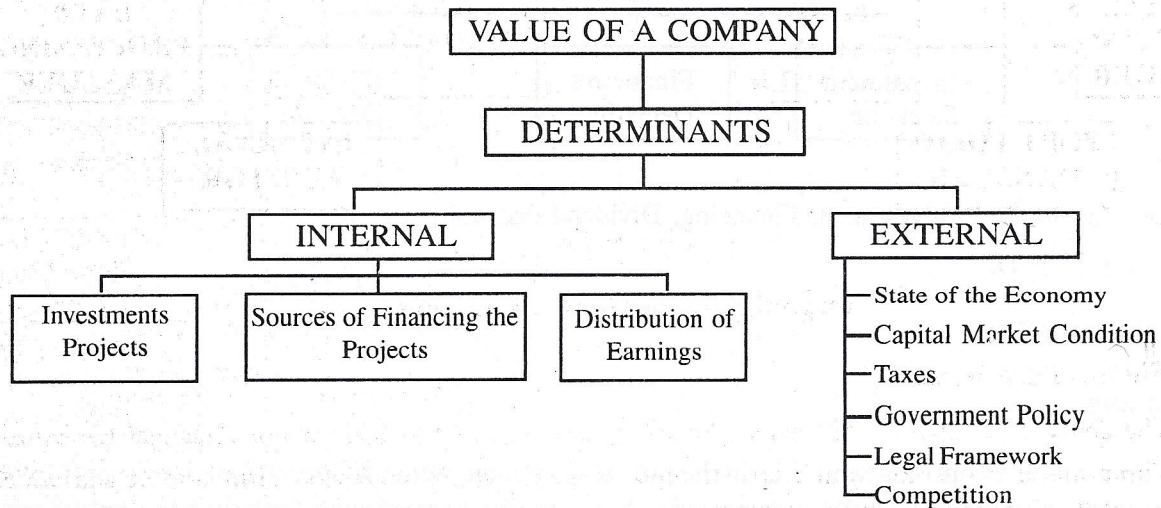 VALUE OF A COMPANY
DETERMINANTS
INTERNAL
EXTERNAL
Investments
Projects
Sources of Financing the
Projects
Distribution of
Earnings
State of the Economy
Capital Market Condition
Taxes
Government Policy
Legal Framework
Competition